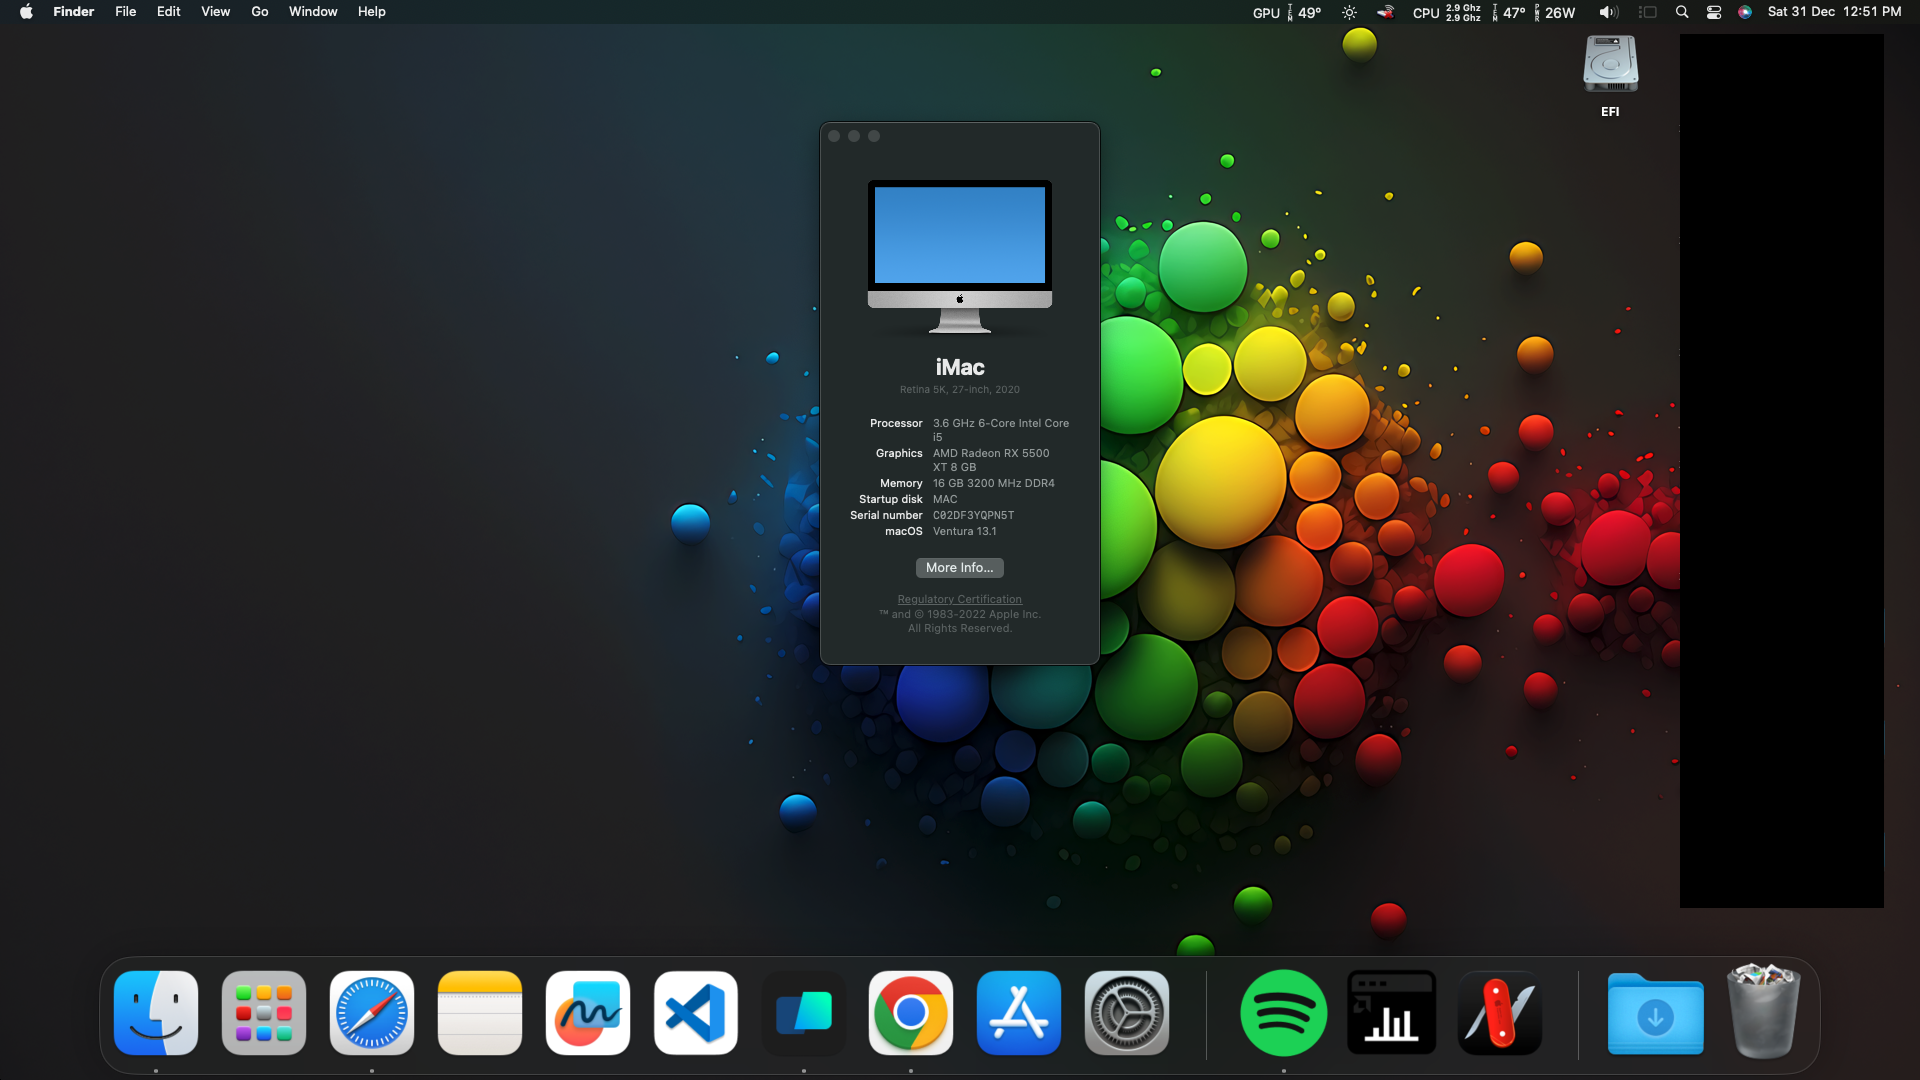 Finder File Edit View Go Window Help
GPU TEM 49° CPU 2.9 Ghz 2.9 Ghz TEM 47° PWR 26W Sat 31 Dec 12:51 PM
EFI
iMac
Retina 5K, 27-inch, 2020
Processor 3.6 GHz 6-Core Intel Core
i5
Graphics AMD Radeon RX 5500
XT 8 GB
Memory 16 GB 3200 MHz DDR4
Startup disk MAC
Serial number C02DF3YQPN5T
macOS Ventura 13.1
More Info...
Regulatory Certification
™ and © 1983-2022 Apple Inc.
All Rights Reserved.